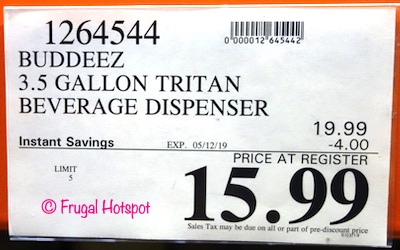 1264544
0"000012"645442"
BUDDEEZ
3.5 GALLON TRITAN
BEVERAGE DISPENSER
19.99
Instant Savings EXP. 05/12/19 -4.00
PRICE AT REGISTER
LIMIT
5
15.99
© Frugal Hotspot
Sales Tax may be due on all or part of pre-discount price